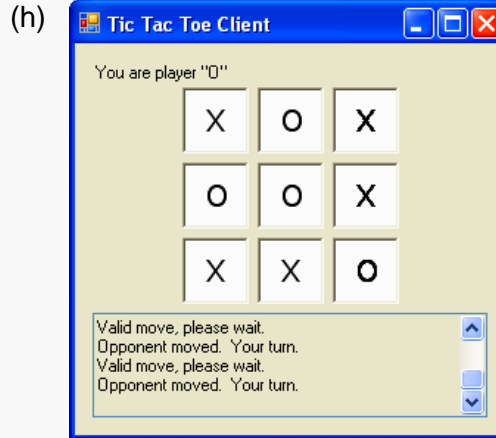 (h)
Tic Tac Toe Client
You are player "O"
X O X
O O X
X X O
Valid move, please wait.
Opponent moved. Your turn.
Valid move, please wait.
Opponent moved. Your turn.